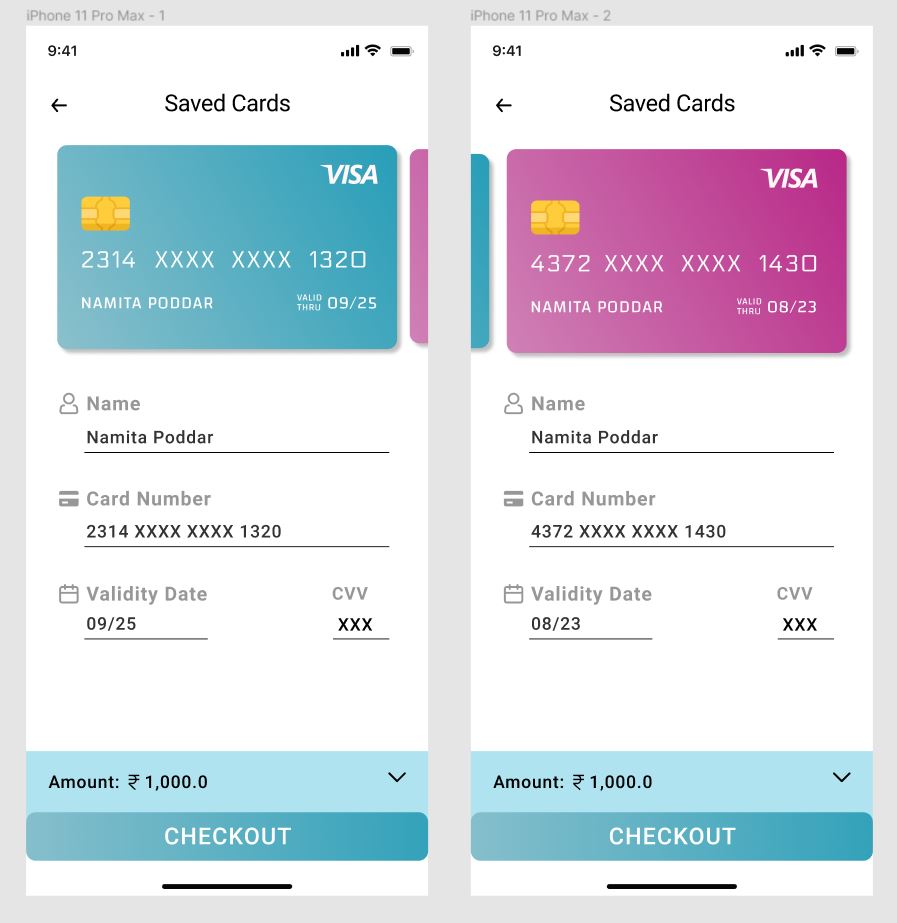 iPhone 11 Pro Max - 1
9:41
Saved Cards
VISA
2314 XXXX XXXX 1320
NAMITA PODDAR VALID THRU 09/25
Name
Namita Poddar
Card Number
2314 XXXX XXXX 1320
Validity Date CVV
09/25 XXX
Amount: ₹ 1,000.0
CHECKOUT
iPhone 11 Pro Max - 2
9:41
Saved Cards
VISA
4372 XXXX XXXX 1430
NAMITA PODDAR VALID THRU 08/23
Name
Namita Poddar
Card Number
4372 XXXX XXXX 1430
Validity Date CVV
08/23 XXX
Amount: ₹ 1,000.0
CHECKOUT